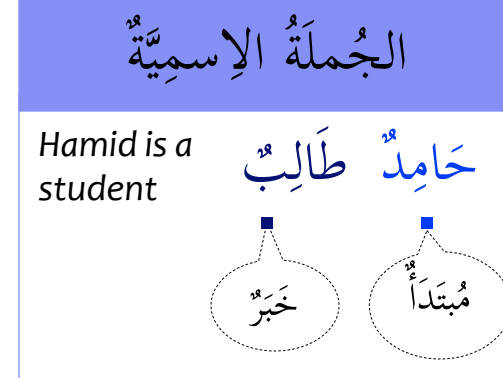 الجُملَةُ الاِسمِيَّةٌ
Hamid is a
student
حَامِدٌ طَالِبٌ
مُبتَدَأٌ
خَبَرٌ